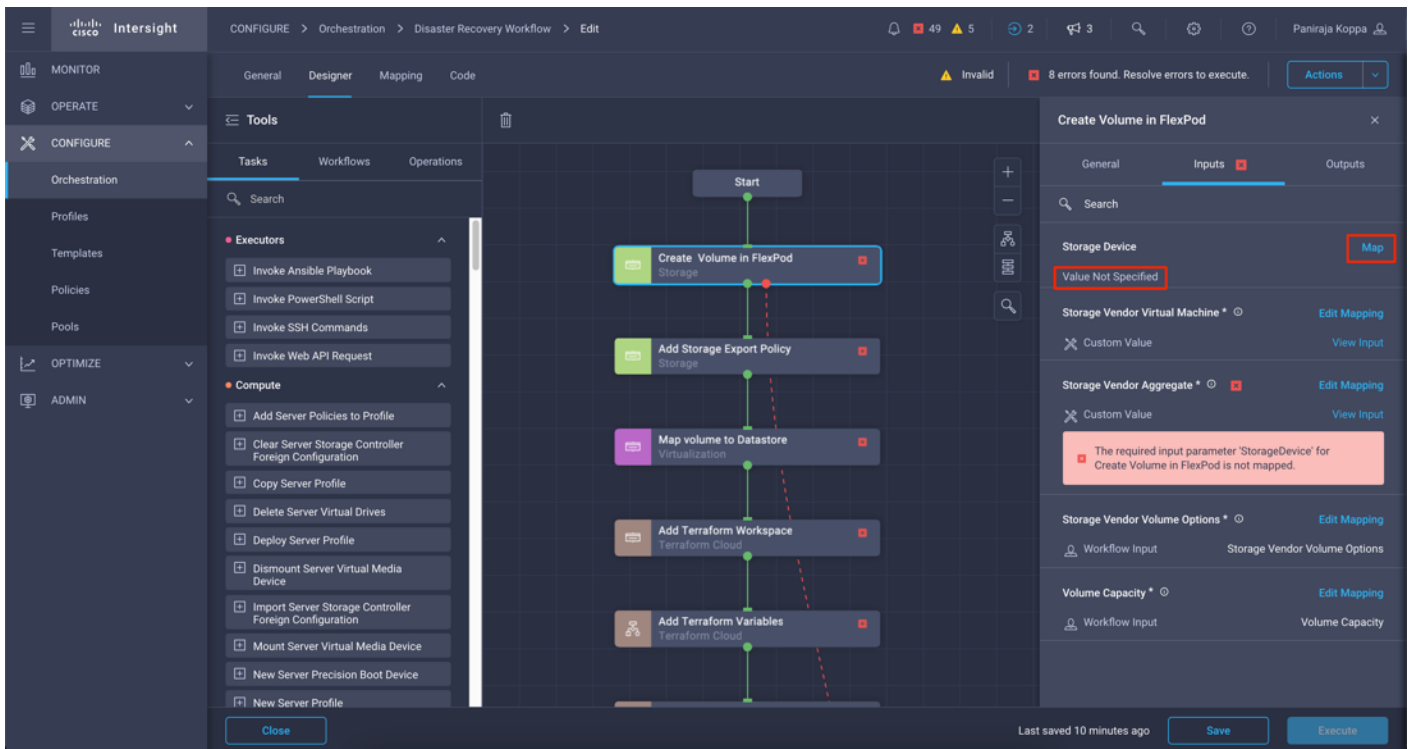 cisco Intersight
CONFIGURE > Orchestration > Disaster Recovery Workflow > Edit
49 5 2 3 Paniraja Koppa
MONITOR
OPERATE
CONFIGURE
Orchestration
Profiles
Templates
Policies
Pools
OPTIMIZE
ADMIN
General Designer Mapping Code
Invalid 8 errors found. Resolve errors to execute. Actions
Tools
Tasks Workflows Operations
Search
Executors
Invoke Ansible Playbook
Invoke PowerShell Script
Invoke SSH Commands
Invoke Web API Request
Compute
Add Server Policies to Profile
Clear Server Storage Controller
Foreign Configuration
Copy Server Profile
Delete Server Virtual Drives
Deploy Server Profile
Dismount Server Virtual Media
Device
Import Server Storage Controller
Foreign Configuration
Mount Server Virtual Media Device
New Server Precision Boot Device
New Server Profile
Start
Create Volume in FlexPod
Storage
Add Storage Export Policy
Storage
Map volume to Datastore
Virtualization
Add Terraform Workspace
Terraform Cloud
Add Terraform Variables
Terraform Cloud
Create Volume in FlexPod
General Inputs Outputs
Search
Storage Device Map
Value Not Specified
Storage Vendor Virtual Machine * Edit Mapping
Custom Value View Input
Storage Vendor Aggregate * Edit Mapping
Custom Value View Input
The required input parameter 'StorageDevice' for
Create Volume in FlexPod is not mapped.
Storage Vendor Volume Options * Edit Mapping
Workflow Input Storage Vendor Volume Options
Volume Capacity * Edit Mapping
Workflow Input Volume Capacity
Close Last saved 10 minutes ago Save Execute